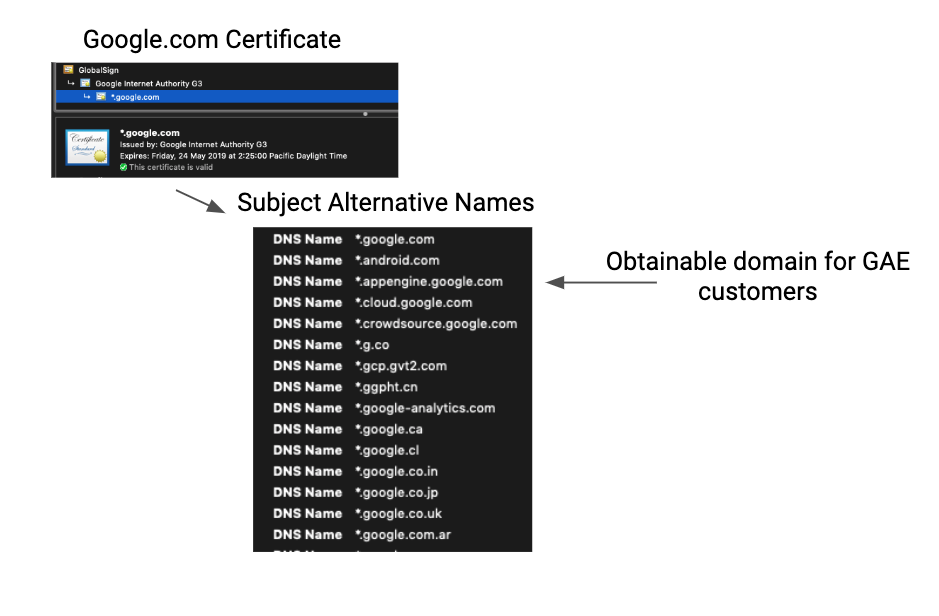 Google.com Certificate
GlobalSign
Google Internet Authority G3
*.google.com
Certificate
Standard
*.google.com
Issued by: Google Internet Authority G3
Expires: Friday, 24 May 2019 at 2:25:00 Pacific Daylight Time
This certificate is valid
Subject Alternative Names
DNS Name *.google.com
DNS Name *.android.com
DNS Name *.appengine.google.com
DNS Name *.cloud.google.com
DNS Name *.crowdsource.google.com
DNS Name *.g.co
DNS Name *.gcp.gvt2.com
DNS Name *.ggpht.cn
DNS Name *.google-analytics.com
DNS Name *.google.ca
DNS Name *.google.cl
DNS Name *.google.co.in
DNS Name *.google.co.jp
DNS Name *.google.co.uk
DNS Name *.google.com.ar
Obtainable domain for GAE
customers